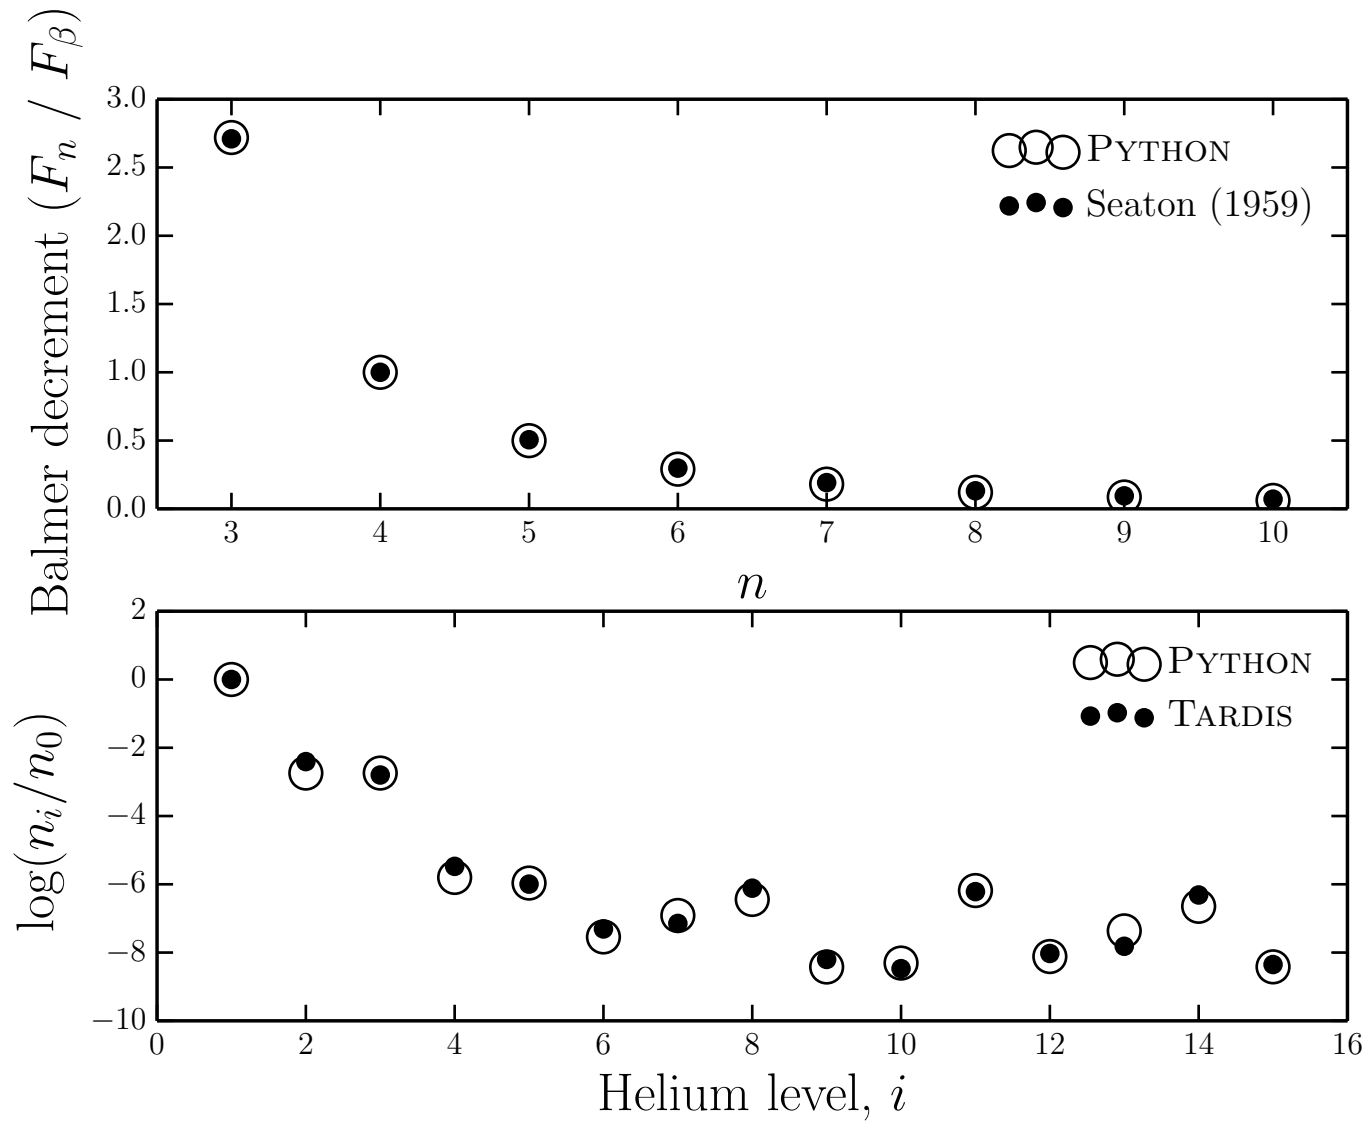 Balmer decrement (Fₙ / Fᵦ)
3.0
2.5
2.0
1.5
1.0
0.5
0.0
PYTHON
Seaton (1959)
3 4 5 6 7 8 9 10
n
log(nᵢ/n₀)
2
0
−2
−4
−6
−8
−10
PYTHON
TARDIS
0 2 4 6 8 10 12 14 16
Helium level, i